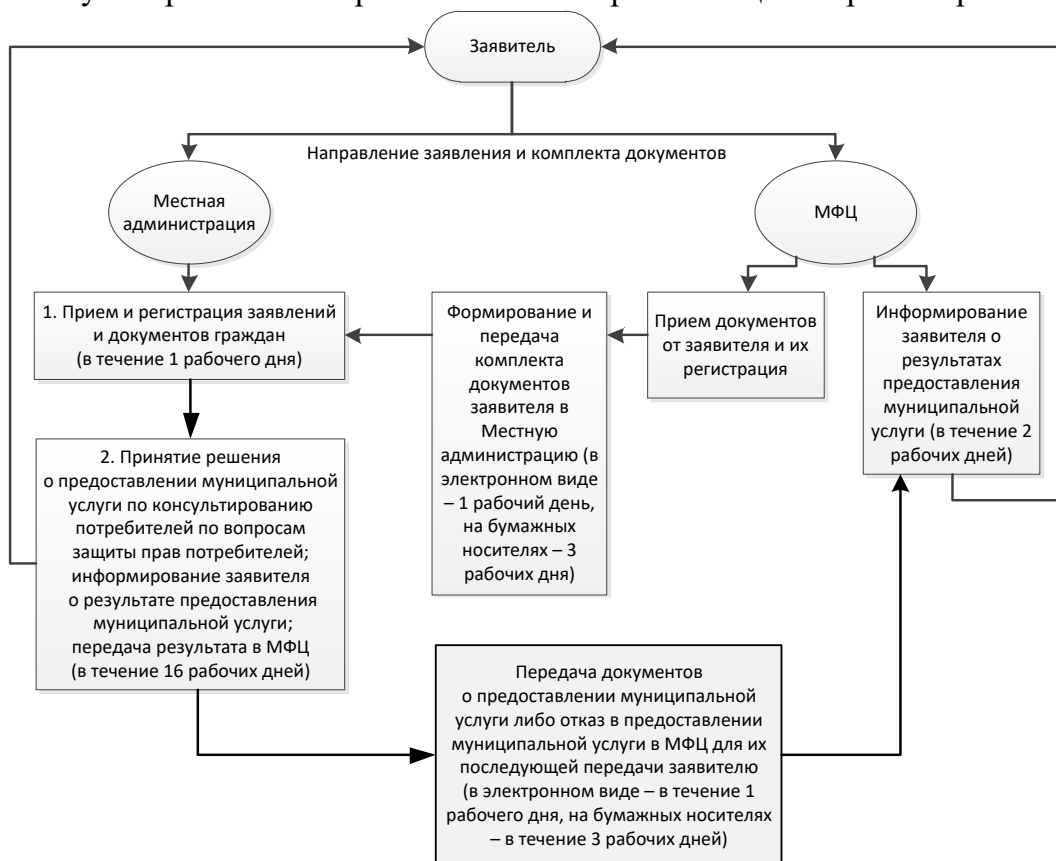 Заявитель
Направление заявления и комплекта документов
Местная
администрация
МФЦ
1. Прием и регистрация заявлений
и документов граждан
(в течение 1 рабочего дня)
Формирование и
передача
комплекта
документов
заявителя в
Местную
администрацию (в
электронном виде
– 1 рабочий день,
на бумажных
носителях – 3
рабочих дня)
Прием документов
от заявителя и их
регистрация
Информирование
заявителя о
результатах
предоставления
муниципальной
услуги (в течение 2
рабочих дней)
2. Принятие решения
о предоставлении муниципальной
услуги по консультированию
потребителей по вопросам
защиты прав потребителей;
информирование заявителя
о результате предоставления
муниципальной услуги;
передача результата в МФЦ
(в течение 16 рабочих дней)
Передача документов
о предоставлении муниципальной
услуги либо отказ в предоставлении
муниципальной услуги в МФЦ для их
последующей передачи заявителю
(в электронном виде – в течение 1
рабочего дня, на бумажных носителях
– в течение 3 рабочих дней)